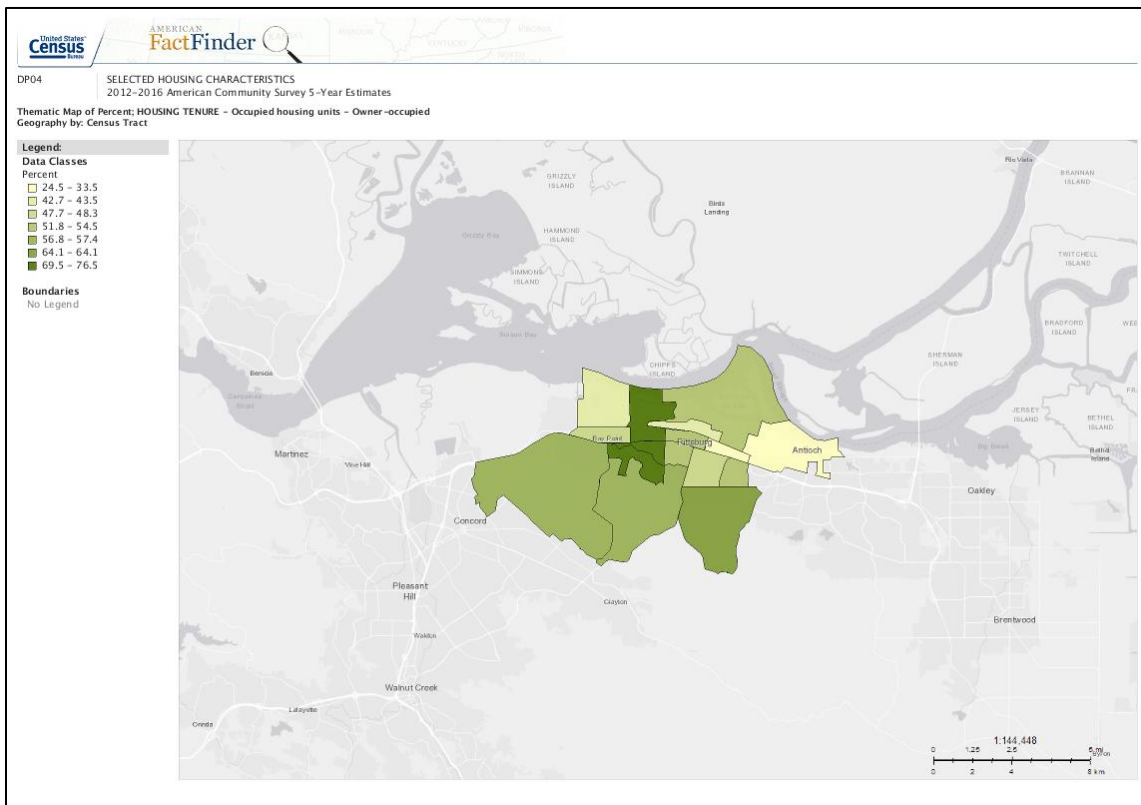 United States
Census
Bureau
AMERICAN
FactFinder
DP04
SELECTED HOUSING CHARACTERISTICS
2012-2016 American Community Survey 5-Year Estimates
Thematic Map of Percent; HOUSING TENURE - Occupied housing units - Owner-occupied
Geography by: Census Tract
Legend:
Data Classes
Percent
24.5 - 33.5
42.7 - 43.5
47.7 - 48.3
51.8 - 54.5
56.8 - 57.4
64.1 - 64.1
69.5 - 76.5
Boundaries
No Legend
Rio Vista
BRANNAN
ISLAND
GRIZZLY
ISLAND
Birds
Landing
Grizzly Bay
HAMMOND
ISLAND
TWITCHELL
ISLAND
SIMMONS
ISLAND
BRADFORD
ISLAND
Suisun Bay
SHERMAN
ISLAND
CHIPPS
ISLAND
Benicia
JERSEY
ISLAND
BETHEL
ISLAND
Bay Point
Pittsburg
Antioch
Big Break
Bethel
Island
Martinez
Vine Hill
Oakley
Concord
Pleasant
Hill
Clayton
Brentwood
Waldon
Walnut Creek
Lafayette
Orinda
1:144,448
0 1.25 2.5 5 mi
Byron
0 2 4 8 km